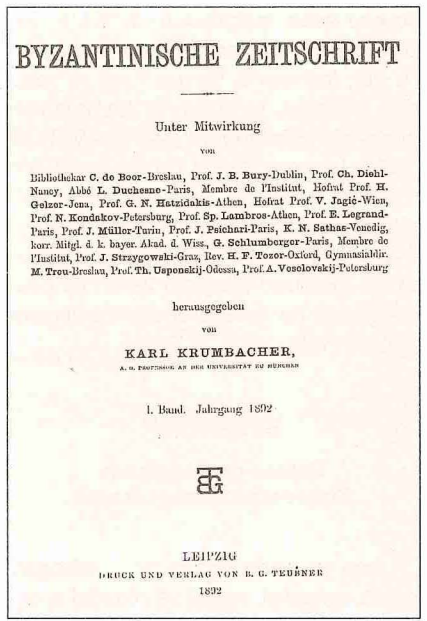 BYZANTINISCHE ZEITSCHRIFT
Unter Mitwirkung
von
Bibliothekar C. de Boor-Breslau, Prof. J. B. Bury-Dublin, Prof. Ch. Diehl-
Nancy, Abbé L. Duchesne-Paris, Membre de l'Institut, Hofrat Prof. H.
Gelzer-Jena, Prof. G. N. Hatzidakis-Athen, Hofrat Prof. V. Jagić-Wien,
Prof. N. Kondakov-Petersburg, Prof. Sp. Lambros-Athen, Prof. E. Legrand-
Paris, Prof. J. Müller-Turin, Prof. J. Psichari-Paris, K. N. Sathas-Venedig,
korr. Mitgl. d. k. bayer. Akad. d. Wiss., G. Schlumberger-Paris, Membre de
l'Institut, Prof. J. Strzygowski-Graz, Rev. H. F. Tozer-Oxford, Gymnasialdir.
M. Treu-Breslau, Prof. Th. Uspenskij-Odessa, Prof. A. Veselovskij-Petersburg
herausgegeben
von
KARL KRUMBACHER,
A. O. PROFESSOR AN DER UNIVERSITÄT ZU MÜNCHEN
I. Band. Jahrgang 1892
BTG
LEIPZIG
DRUCK UND VERLAG VON B. G. TEUBNER
1892